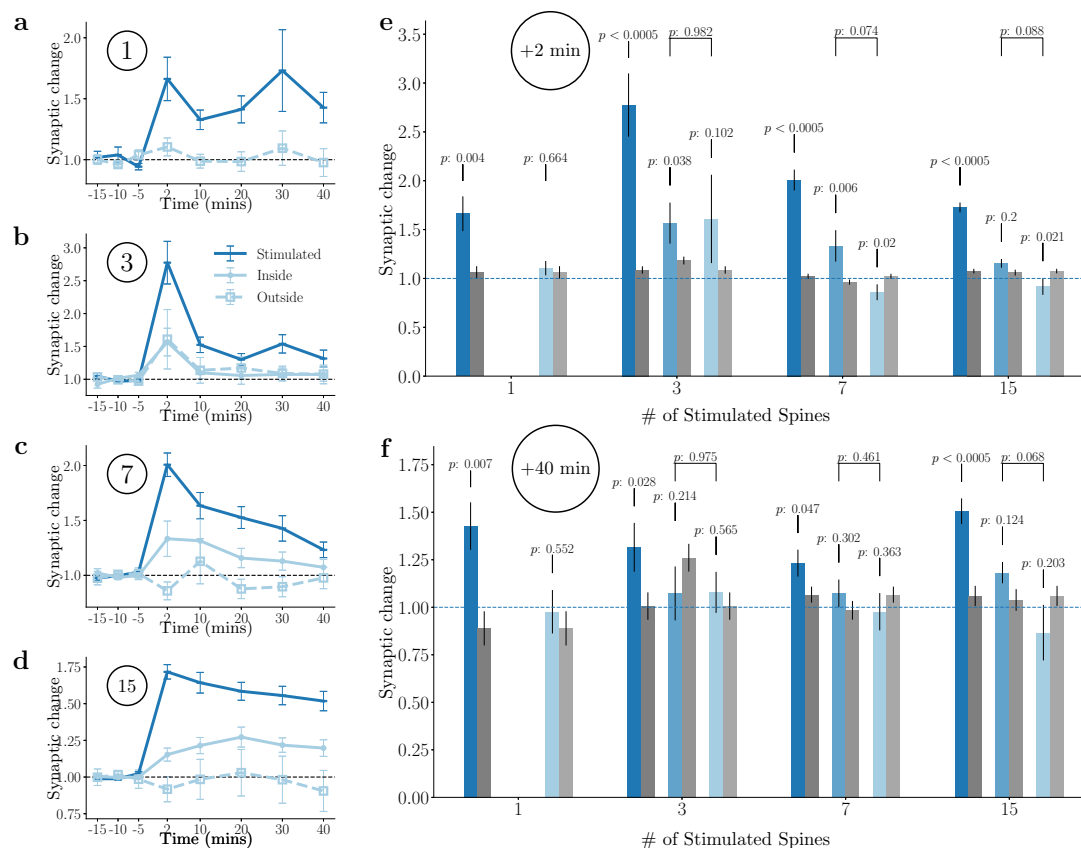 a
1
Synaptic change
2.0
1.5
1.0
-15 -10 -5 2 10 20 30 40
Time (mins)
b
3
Stimulated
Inside
Outside
Synaptic change
3.0
2.5
2.0
1.5
1.0
-15 -10 -5 2 10 20 30 40
Time (mins)
c
7
Synaptic change
2.0
1.5
1.0
-15 -10 -5 2 10 20 30 40
Time (mins)
d
15
Synaptic change
1.75
1.50
1.25
1.00
0.75
-15 -10 -5 2 10 20 30 40
Time (mins)
e
+2 min
Synaptic change
3.5
3.0
2.5
2.0
1.5
1.0
0.5
0.0
p: 0.004
p: 0.664
p < 0.0005
p: 0.982
p: 0.038
p: 0.102
p < 0.0005
p: 0.074
p: 0.006
p: 0.02
p < 0.0005
p: 0.088
p: 0.2
p: 0.021
1 3 7 15
# of Stimulated Spines
f
+40 min
Synaptic change
1.75
1.50
1.25
1.00
0.75
0.50
0.25
0.00
p: 0.007
p: 0.552
p: 0.028
p: 0.975
p: 0.214
p: 0.565
p: 0.047
p: 0.461
p: 0.302
p: 0.363
p < 0.0005
p: 0.068
p: 0.124
p: 0.203
1 3 7 15
# of Stimulated Spines